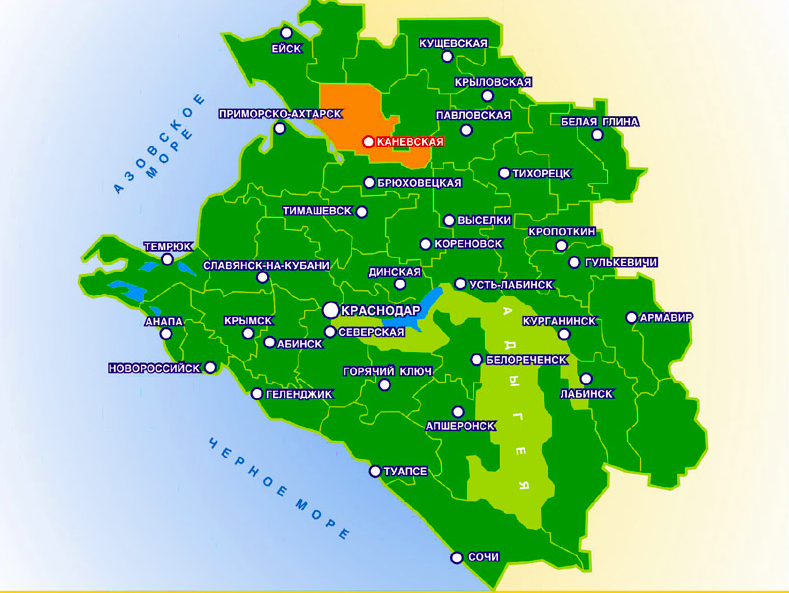 ЕЙСК
КУЩЕВСКАЯ
КРЫЛОВСКАЯ
ПРИМОРСКО-АХТАРСК
ПАВЛОВСКАЯ
БЕЛАЯ ГЛИНА
КАНЕВСКАЯ
АЗОВСКОЕ
МОРЕ
БРЮХОВЕЦКАЯ
ТИХОРЕЦК
ТИМАШЕВСК
ВЫСЕЛКИ
КРОПОТКИН
ТЕМРЮК
КОРЕНОВСК
СЛАВЯНСК-НА-КУБАНИ
ДИНСКАЯ
ГУЛЬКЕВИЧИ
УСТЬ-ЛАБИНСК
КРАСНОДАР
АНАПА
КРЫМСК
СЕВЕРСКАЯ
КУРГАНИНСК
АРМАВИР
АБИНСК
АДЫГЕЯ
НОВОРОССИЙСК
ГОРЯЧИЙ КЛЮЧ
БЕЛОРЕЧЕНСК
ГЕЛЕНДЖИК
ЛАБИНСК
АПШЕРОНСК
ЧЕРНОЕ МОРЕ
ТУАПСЕ
СОЧИ